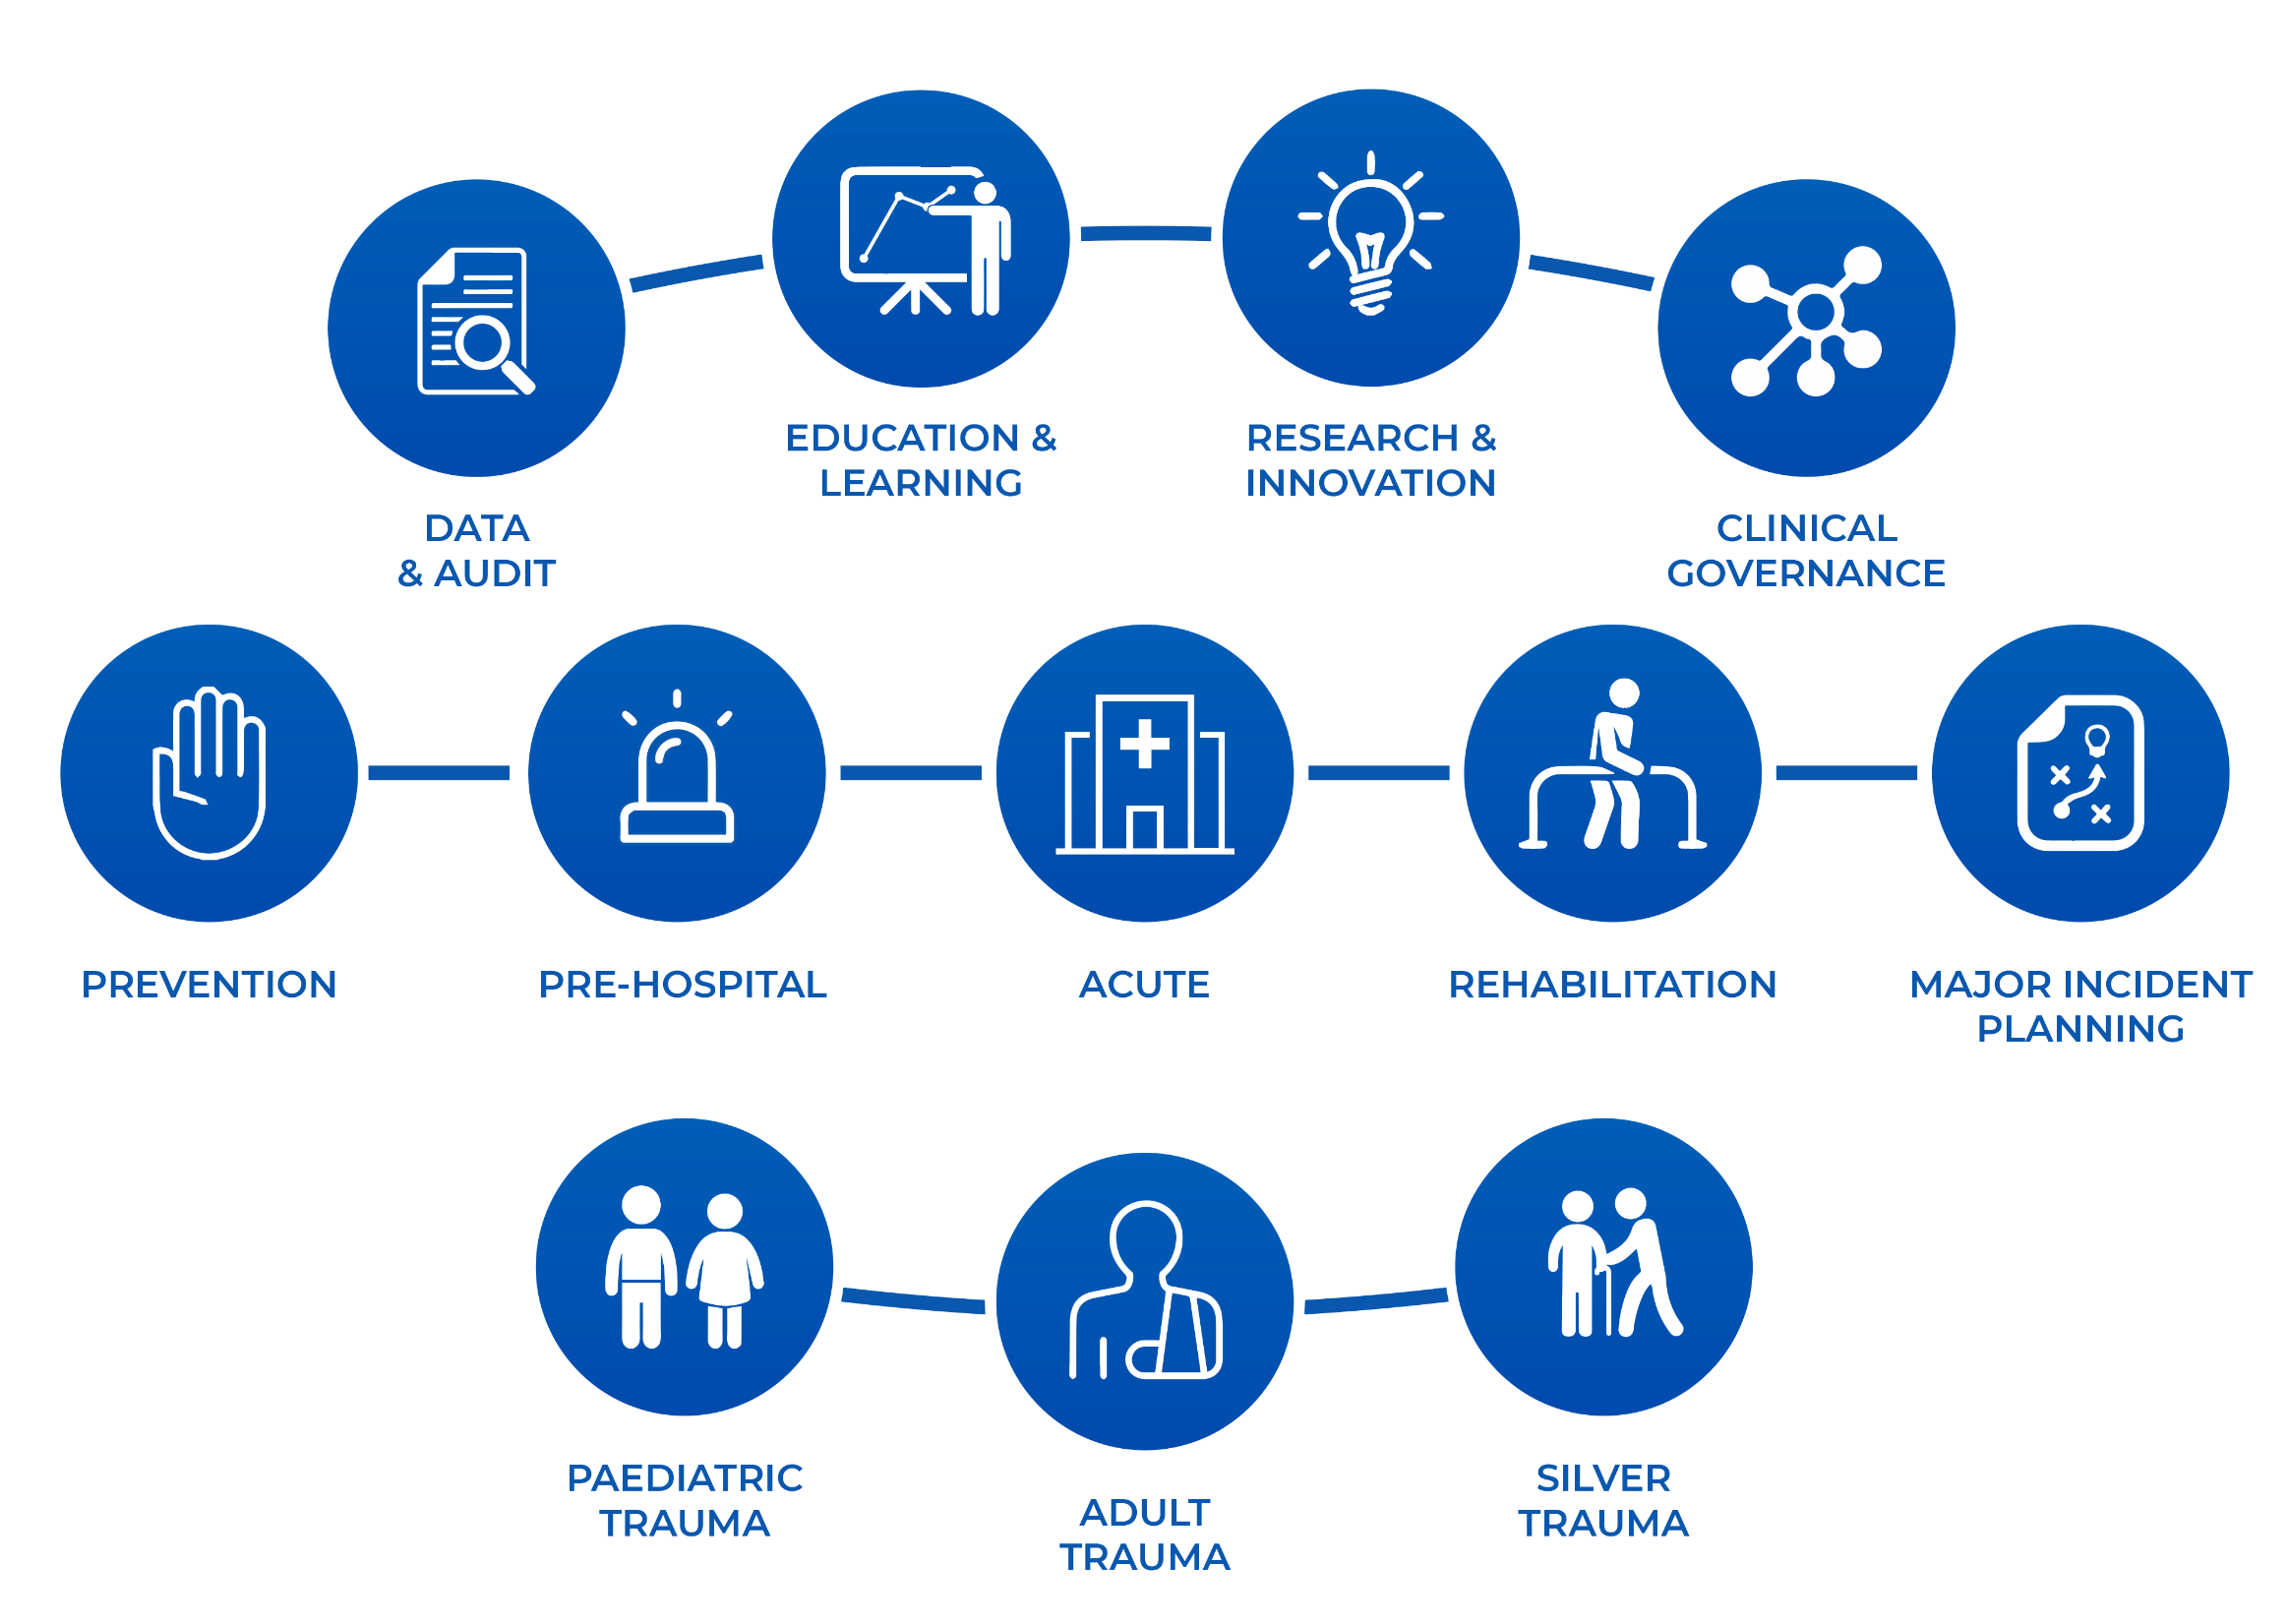 DATA
& AUDIT
EDUCATION &
LEARNING
RESEARCH &
INNOVATION
CLINICAL
GOVERNANCE
PREVENTION
PRE-HOSPITAL
ACUTE
REHABILITATION
MAJOR INCIDENT
PLANNING
PAEDIATRIC
TRAUMA
ADULT
TRAUMA
SILVER
TRAUMA